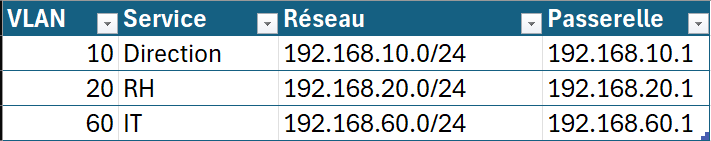 VLAN Service Réseau Passerelle
10 Direction 192.168.10.0/24 192.168.10.1
20 RH 192.168.20.0/24 192.168.20.1
60 IT 192.168.60.0/24 192.168.60.1